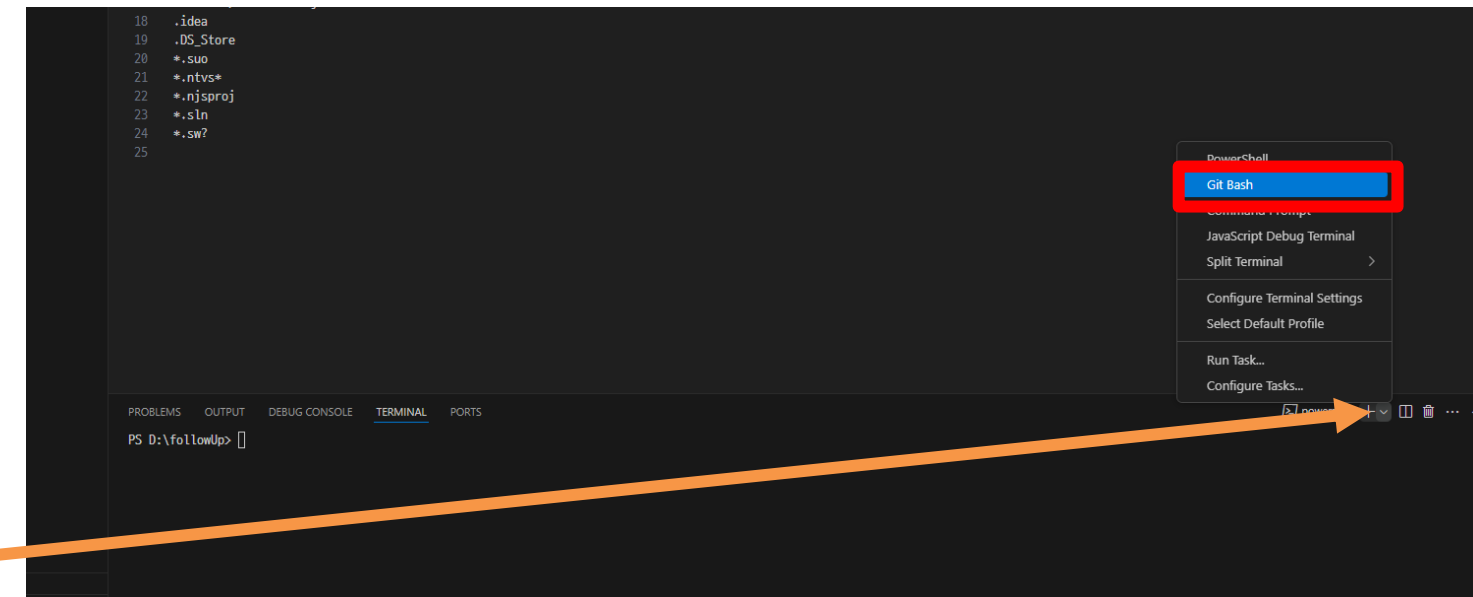 18 .idea
19 .DS_Store
20 *.suo
21 *.ntvs*
22 *.njsproj
23 *.sln
24 *.sw?
25
PowerShell
Git Bash
Command Prompt
JavaScript Debug Terminal
Split Terminal
Configure Terminal Settings
Select Default Profile
Run Task...
Configure Tasks...
PROBLEMS OUTPUT DEBUG CONSOLE TERMINAL PORTS
PS D:\followUp>